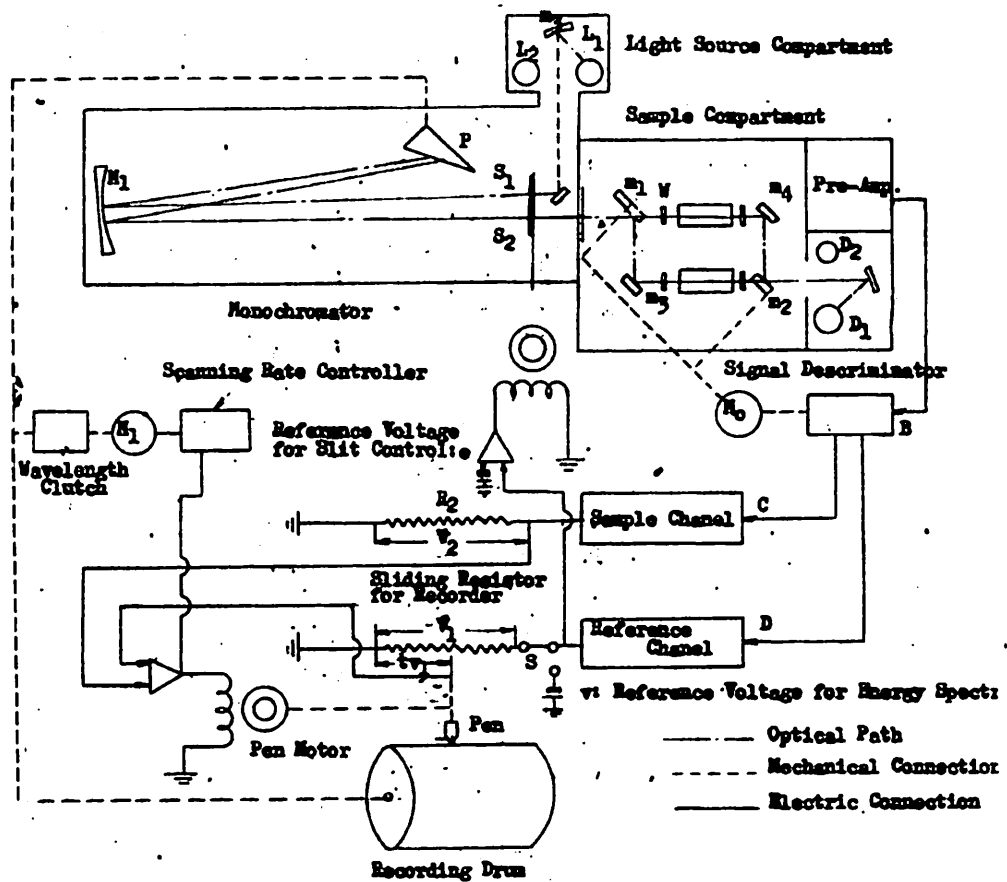 m
L2
L1
Light Source Compartment
Sample Compartment
P
M1
S1
S2
m1
W
m4
Pre-Amp.
D2
m3
m2
D1
Monochromator
Signal Descriminator
Scanning Rate Controller
M0
B
M1
Reference Voltage
for Slit Control: e
Wavelength
Clutch
R2
Sample Chanel
C
V2
Sliding Resistor
for Recorder
V1
Reference
Chanel
D
S
tv1
v: Reference Voltage for Energy Spect
Pen
Pen Motor
Optical Path
Mechanical Connection
Electric Connection
Recording Drum